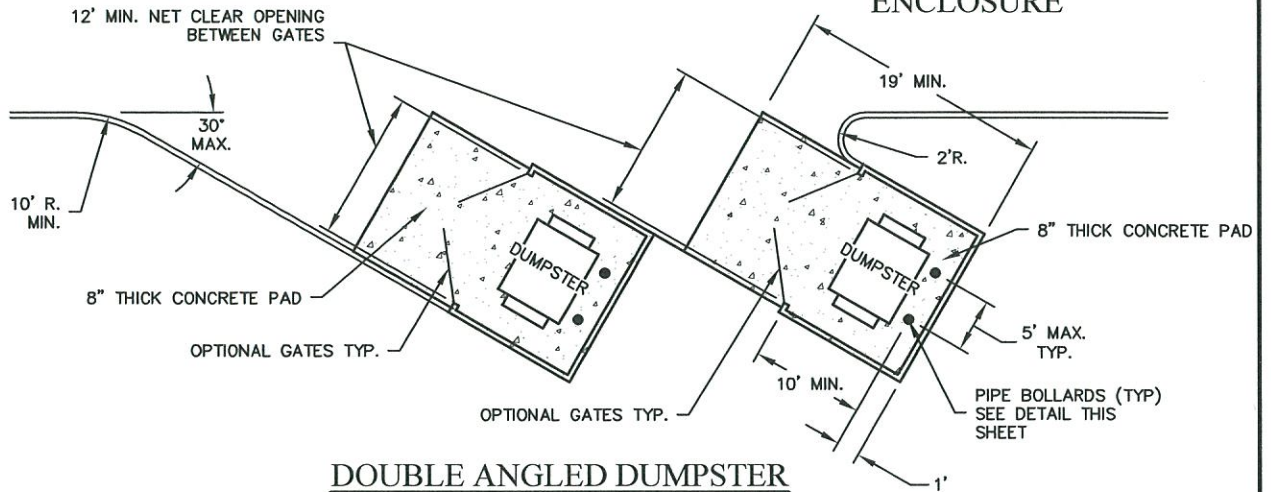 ENCLOSURE
12' MIN. NET CLEAR OPENING
BETWEEN GATES
19' MIN.
30°
MAX.
2'R.
10' R.
MIN.
8" THICK CONCRETE PAD
DUMPSTER
DUMPSTER
8" THICK CONCRETE PAD
OPTIONAL GATES TYP.
5' MAX.
TYP.
10' MIN.
PIPE BOLLARDS (TYP)
SEE DETAIL THIS
SHEET
OPTIONAL GATES TYP.
DOUBLE ANGLED DUMPSTER
1'